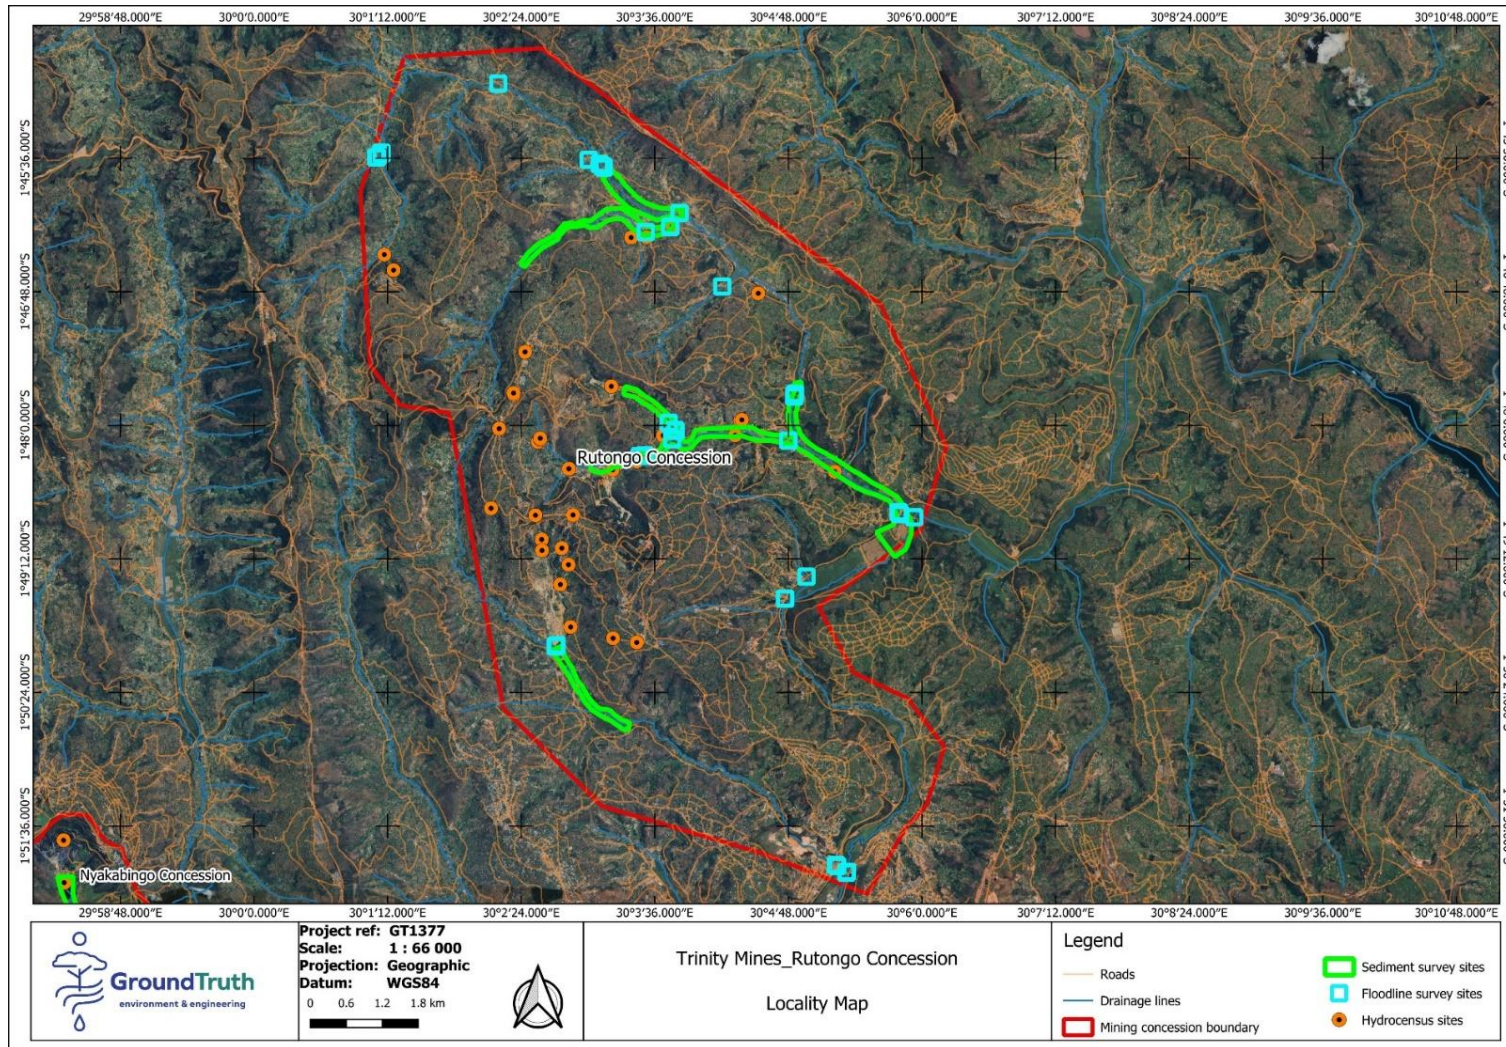 29°58'48.000"E 30°0'0.000"E 30°1'12.000"E 30°2'24.000"E 30°3'36.000"E 30°4'48.000"E 30°6'0.000"E 30°7'12.000"E 30°8'24.000"E 30°9'36.000"E 30°10'48.000"E
1°45'36.000"S
1°46'48.000"S
1°48'0.000"S
1°49'12.000"S
1°50'24.000"S
1°51'36.000"S
Rutongo Concession
Nyakabingo Concession
29°58'48.000"E 30°0'0.000"E 30°1'12.000"E 30°2'24.000"E 30°3'36.000"E 30°4'48.000"E 30°6'0.000"E 30°7'12.000"E 30°8'24.000"E 30°9'36.000"E 30°10'48.000"E
GroundTruth
environment & engineering
Project ref: GT1377
Scale: 1 : 66 000
Projection: Geographic
Datum: WGS84
0 0.6 1.2 1.8 km
Trinity Mines_Rutongo Concession
Locality Map
Legend
Roads
Drainage lines
Mining concession boundary
Sediment survey sites
Floodline survey sites
Hydrocensus sites